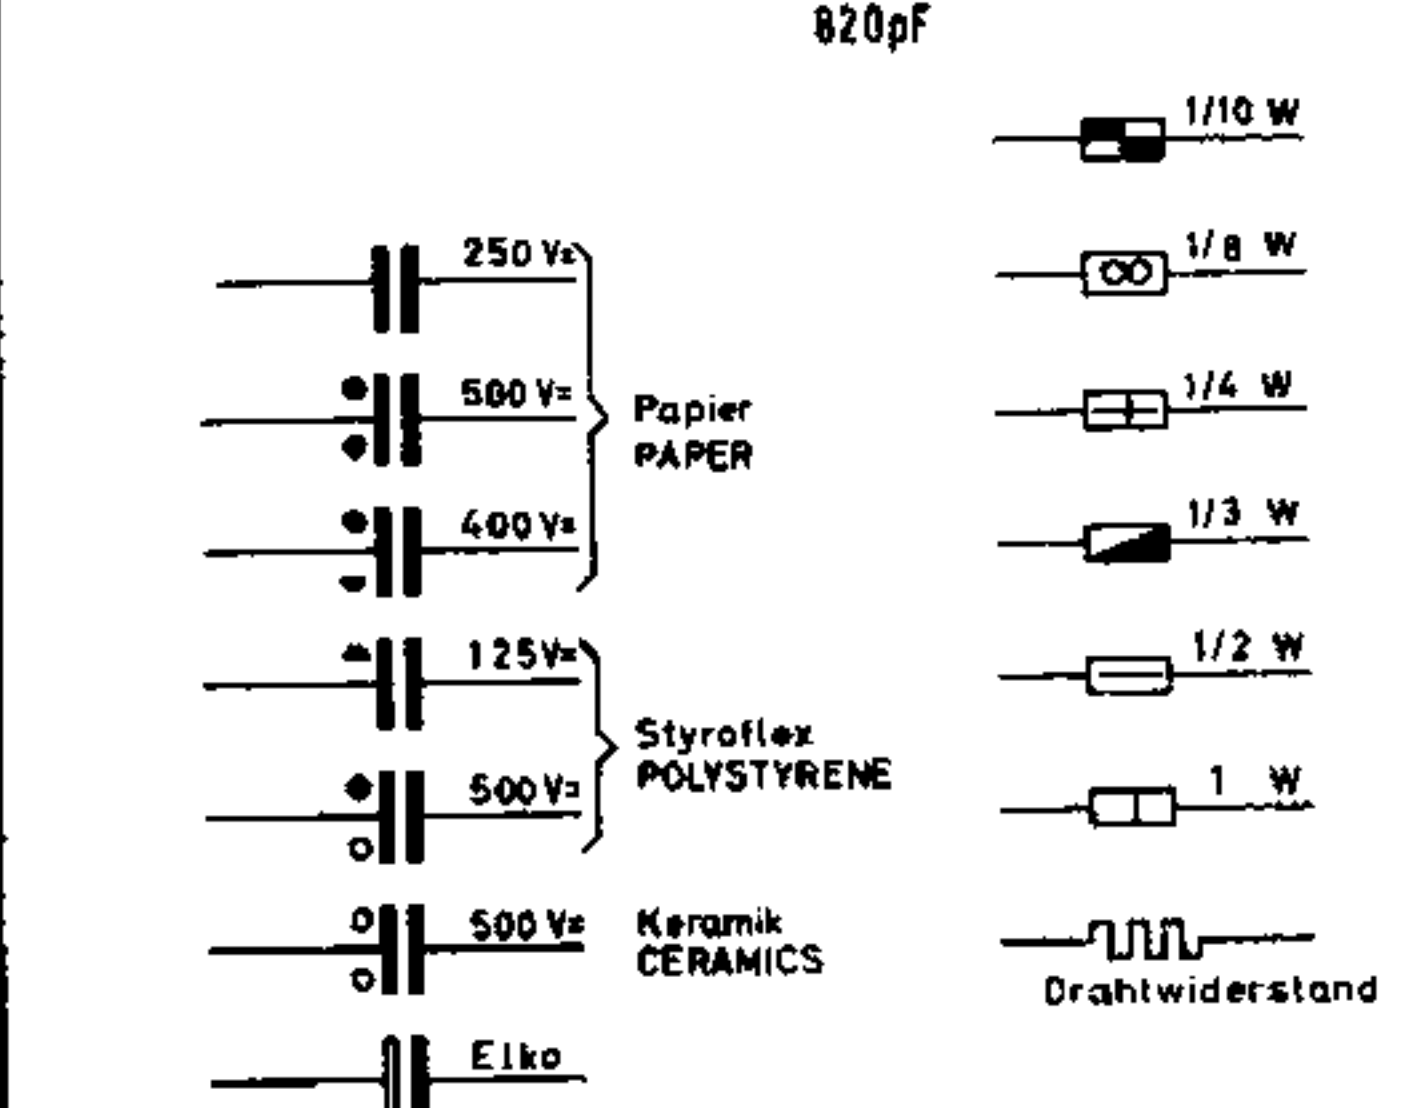 820pF
1/10 W
1/8 W
1/4 W
1/3 W
1/2 W
1 W
Drahtwiderstand
250 V=
500 V=
400 V=
Papier
PAPER
125V=
500 V=
Styroflex
POLYSTYRENE
500 V=
Keramik
CERAMICS
Elko